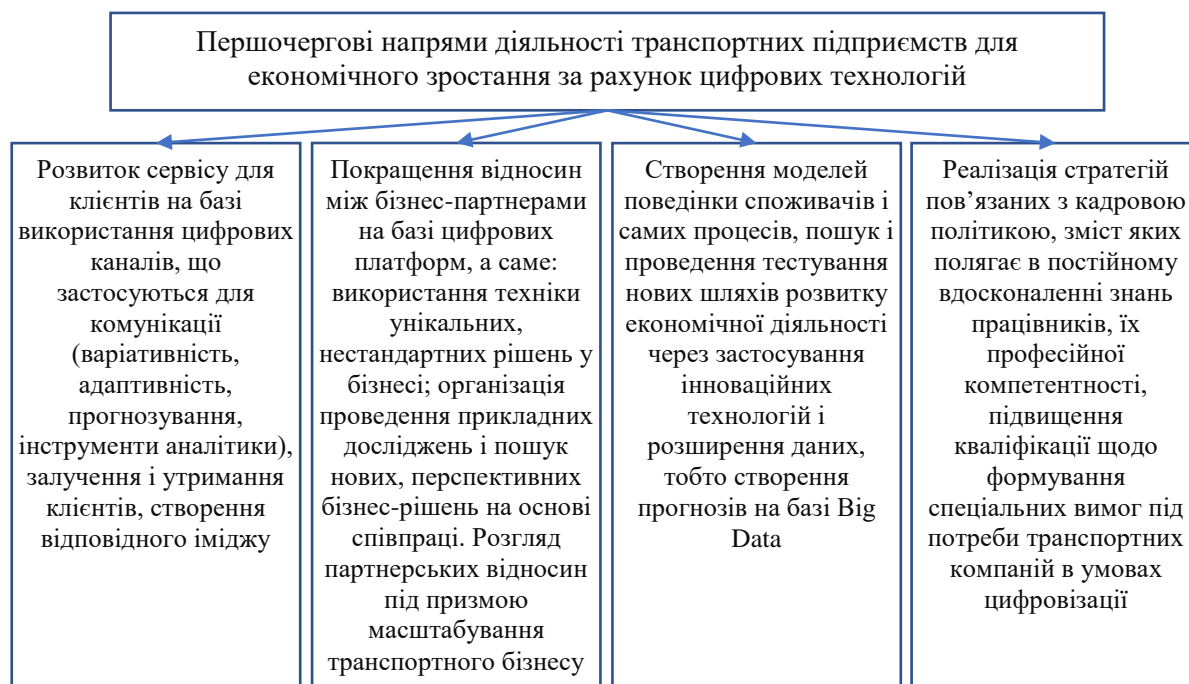 Першочергові напрями діяльності транспортних підприємств для
економічного зростання за рахунок цифрових технологій
Розвиток сервісу для
клієнтів на базі
використання цифрових
каналів, що
застосуються для
комунікації
(варіативність,
адаптивність,
прогнозування,
інструменти аналітики),
залучення і утримання
клієнтів, створення
відповідного іміджу
Покращення відносин
між бізнес-партнерами
на базі цифрових
платформ, а саме:
використання техніки
унікальних,
нестандартних рішень у
бізнесі; організація
проведення прикладних
досліджень і пошук
нових, перспективних
бізнес-рішень на основі
співпраці. Розгляд
партнерських відносин
під призмою
масштабування
транспортного бізнесу
Створення моделей
поведінки споживачів і
самих процесів, пошук і
проведення тестування
нових шляхів розвитку
економічної діяльності
через застосування
інноваційних
технологій і
розширення даних,
тобто створення
прогнозів на базі Big
Data
Реалізація стратегій
пов’язаних з кадровою
політикою, зміст яких
полягає в постійному
вдосконаленні знань
працівників, їх
професійної
компетентності,
підвищення
кваліфікації щодо
формування
спеціальних вимог під
потреби транспортних
компаній в умовах
цифровізації